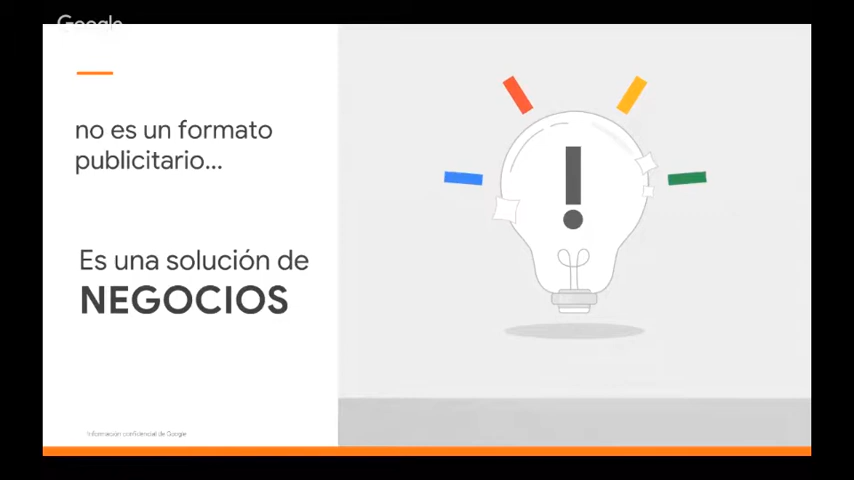 Google
no es un formato
publicitario...
Es una solución de
NEGOCIOS
!
Información confidencial de Google